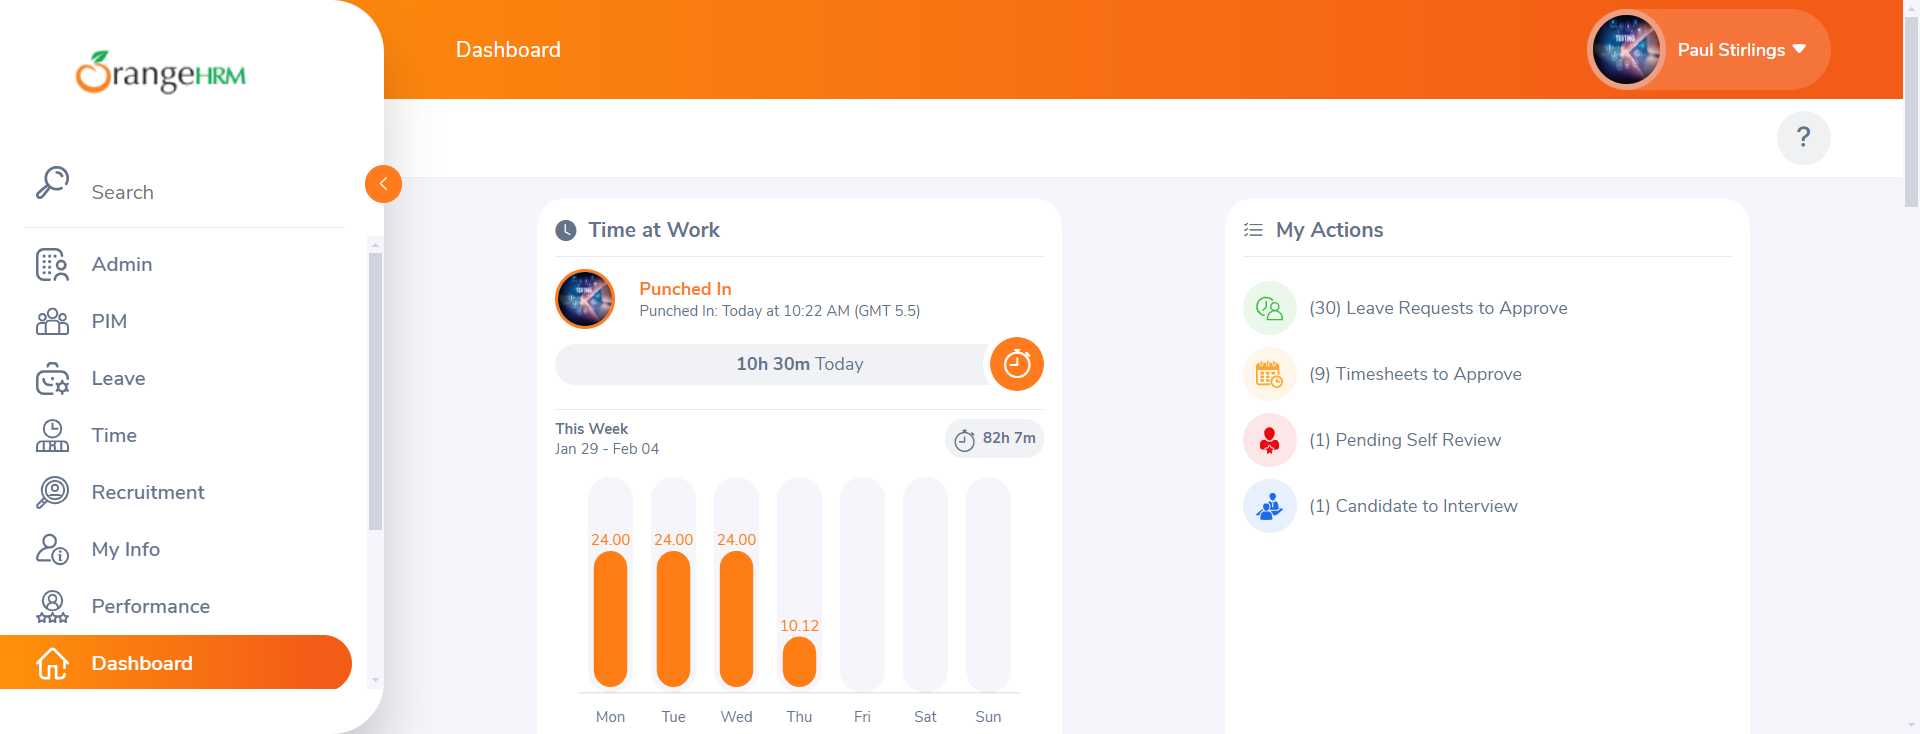 OrangeHRM
Search
Admin
PIM
Leave
Time
Recruitment
My Info
Performance
Dashboard
Dashboard
Paul Stirlings
?
Time at Work
TESTING
Punched In
Punched In: Today at 10:22 AM (GMT 5.5)
10h 30m Today
This Week
Jan 29 - Feb 04
82h 7m
24.00 24.00 24.00
10.12
Mon Tue Wed Thu Fri Sat Sun
My Actions
(30) Leave Requests to Approve
(9) Timesheets to Approve
(1) Pending Self Review
(1) Candidate to Interview